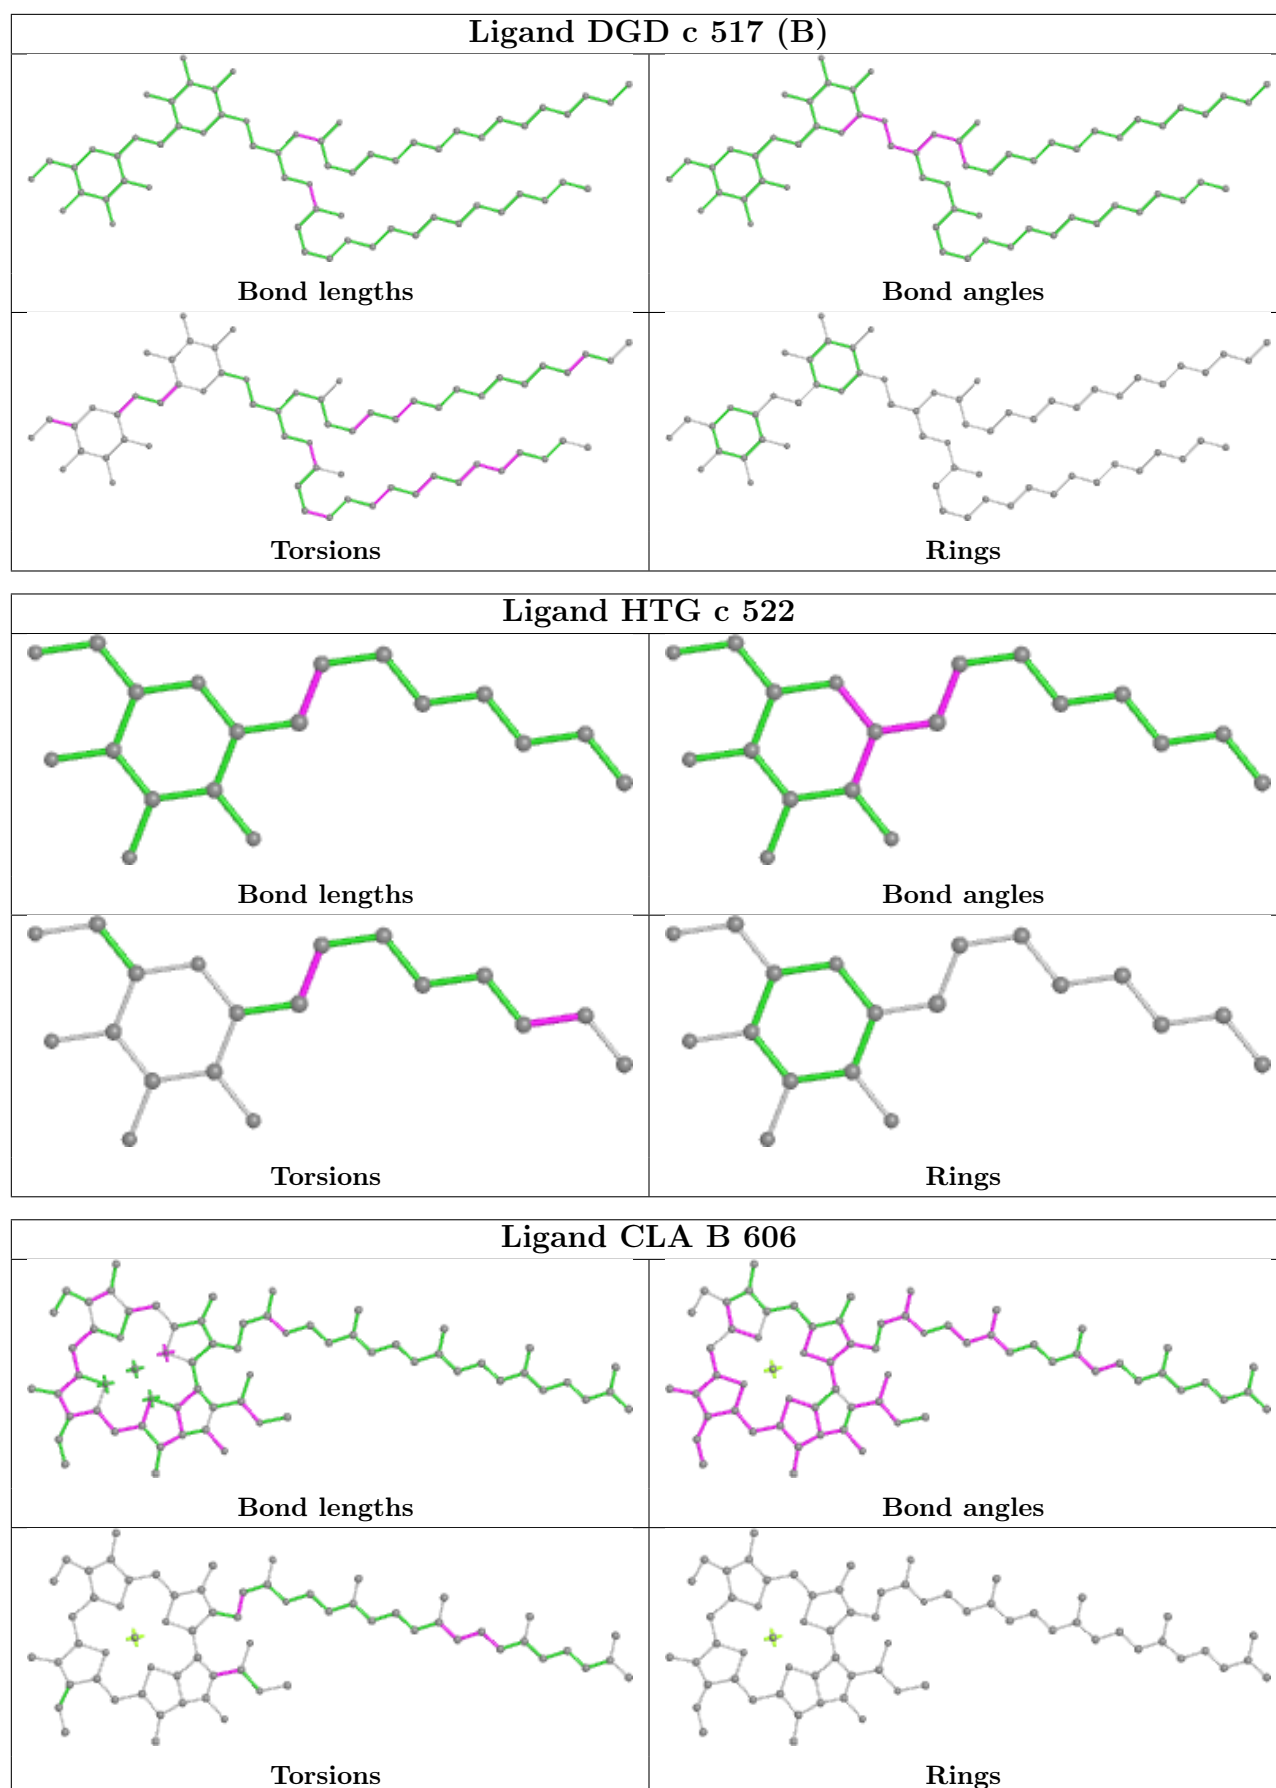 Ligand DGD c 517 (B)
Bond lengths
Bond angles
Torsions
Rings
Ligand HTG c 522
Bond lengths
Bond angles
Torsions
Rings
Ligand CLA B 606
Bond lengths
Bond angles
Torsions
Rings